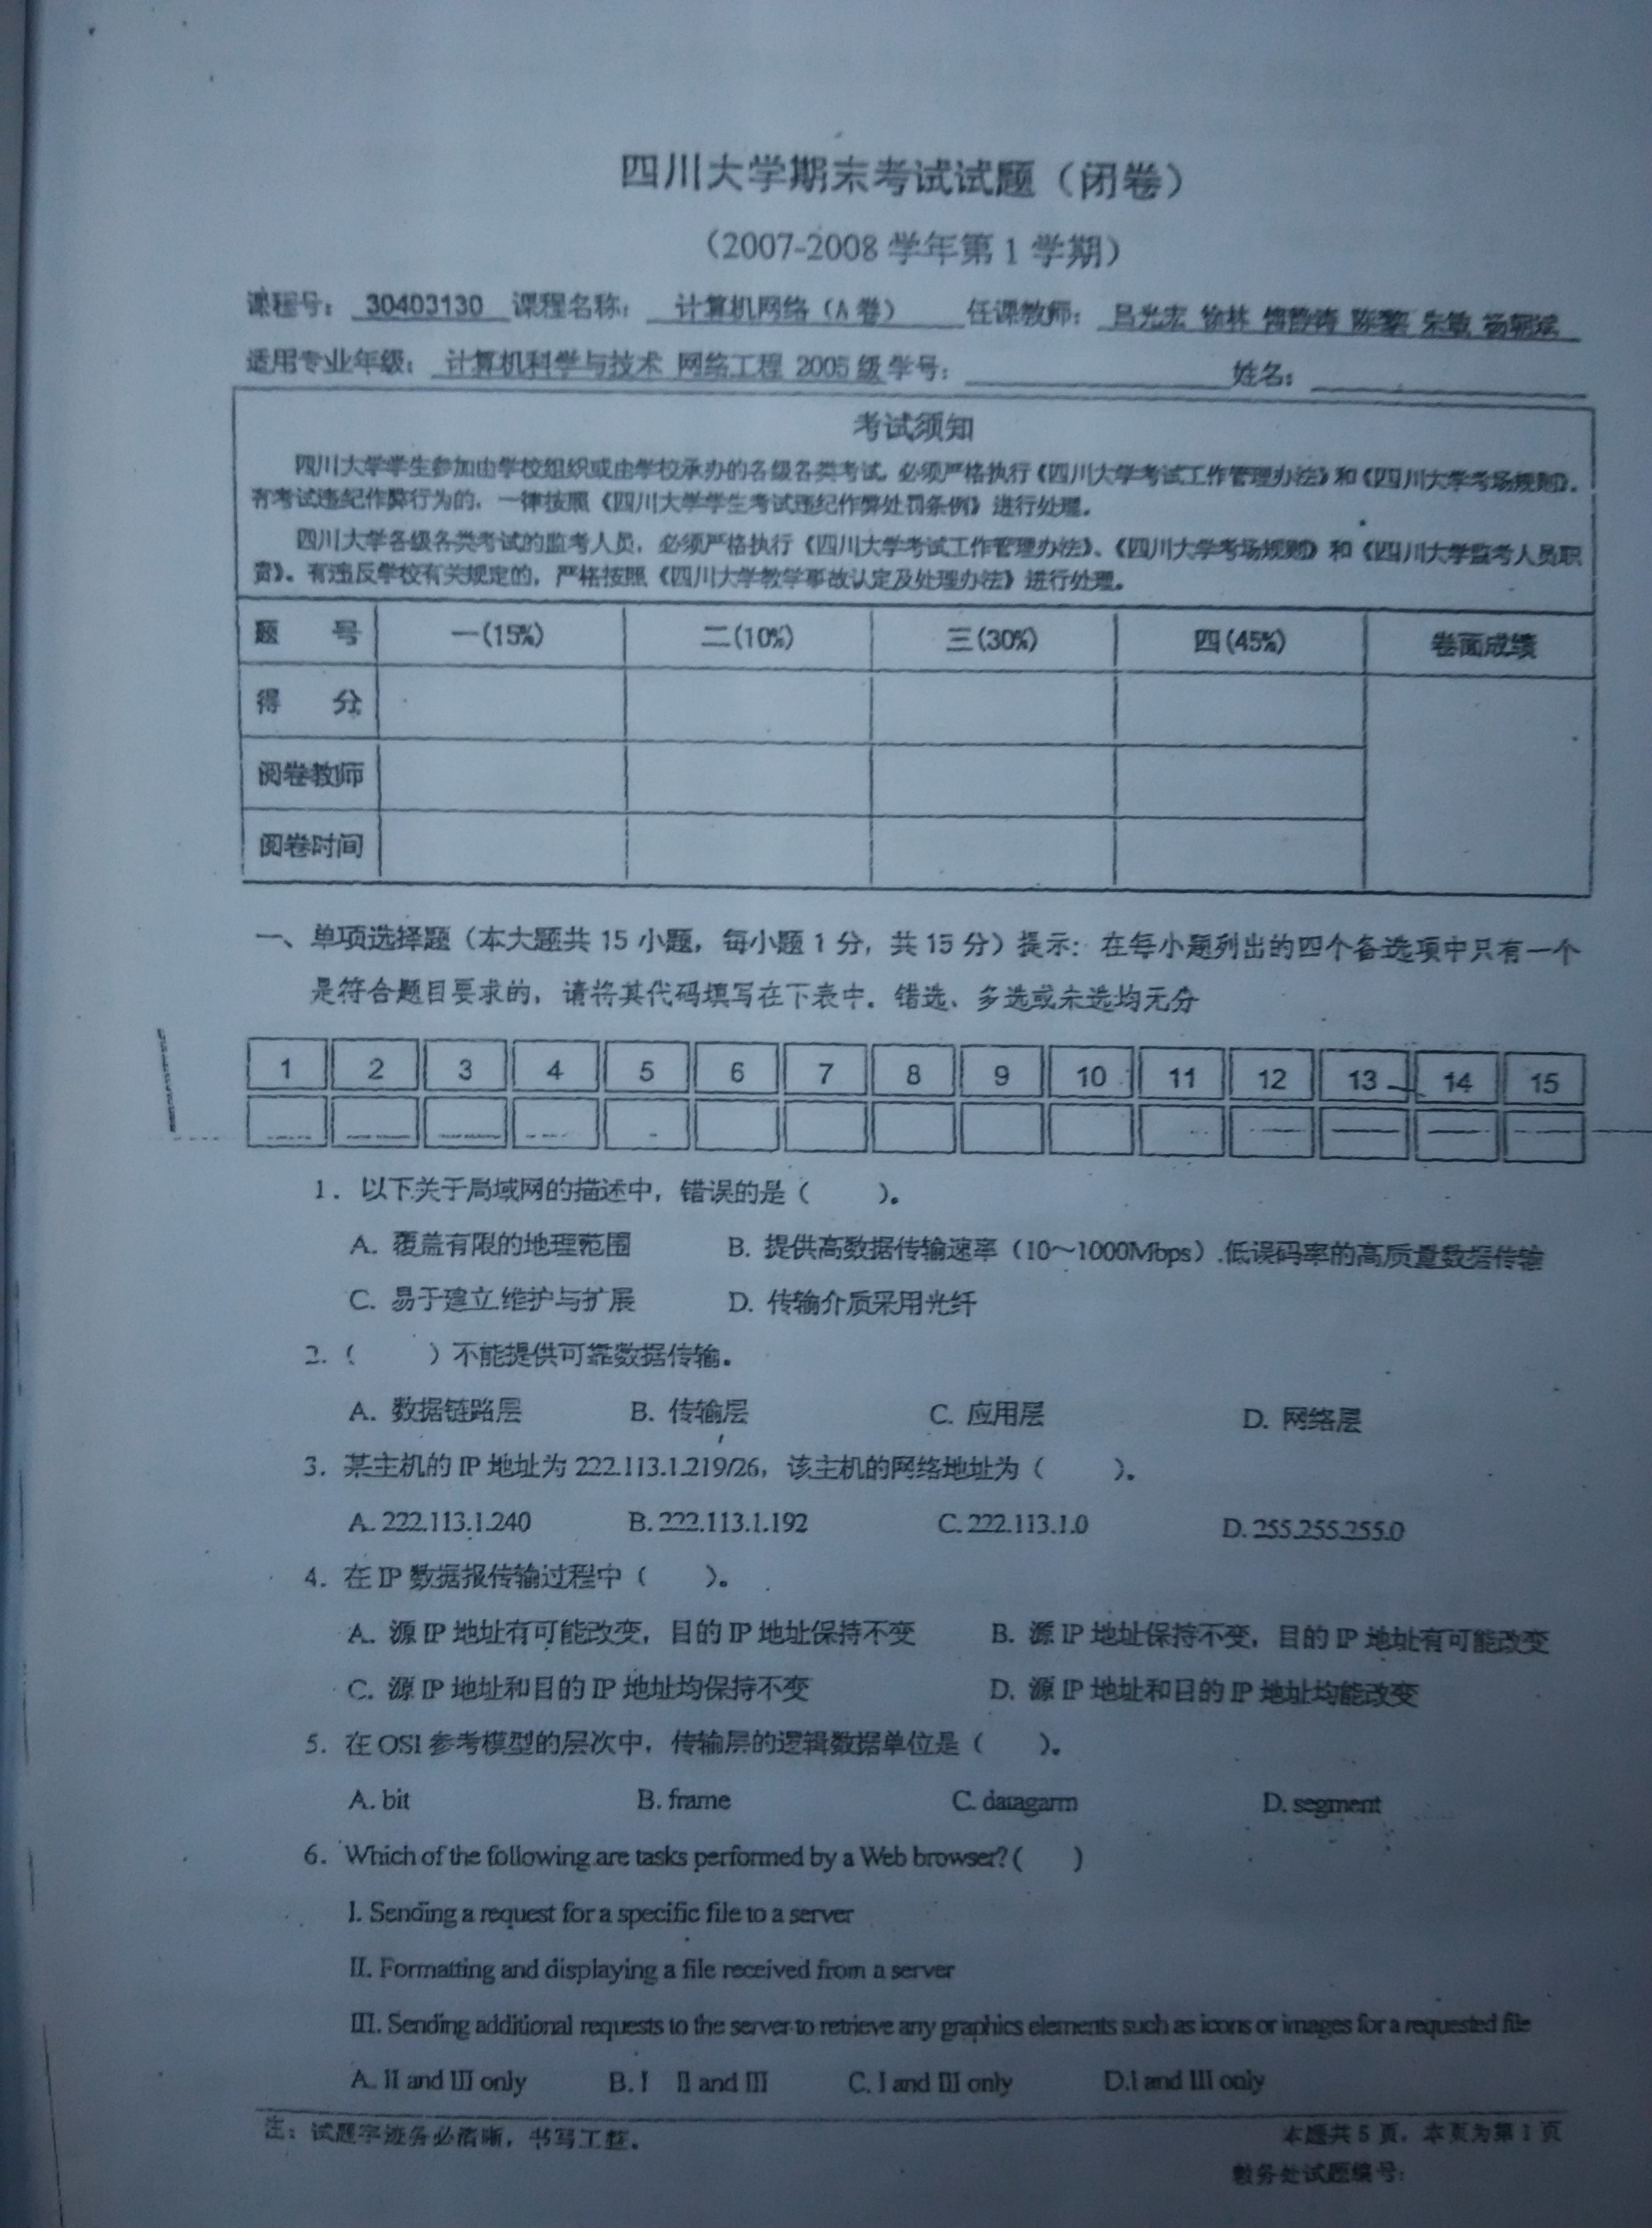 四川大学期末考试试题（闭卷）
（2007-2008 学年第 1 学期）
课程号： 30403130 课程名称： 计算机网络（A 卷） 任课教师： 吕光宏 徐林 陈黎 朱敏
适用专业年级： 计算机科学与技术 网络工程 2005 级 学号： 姓名：
考试须知
四川大学学生参加由学校组织或由学校承办的各级各类考试，必须严格执行《四川大学考试工作管理办法》和《四川大学考场规则》。
有考试违纪作弊行为的，一律按照《四川大学学生考试违纪作弊处罚条例》进行处理。
四川大学各级各类考试的监考人员，必须严格执行《四川大学考试工作管理办法》、《四川大学考场规则》和《四川大学监考人员职
责》。有违反学校有关规定的，严格按照《四川大学教学事故认定及处理办法》进行处理。
题 号 一(15%) 二(10%) 三(30%) 四(45%) 卷面成绩
得 分
阅卷教师
阅卷时间
一、单项选择题（本大题共 15 小题，每小题 1 分，共 15 分）提示：在每小题列出的四个备选项中只有一个
是符合题目要求的，请将其代码填写在下表中。错选、多选或未选均无分
1 2 3 4 5 6 7 8 9 10 11 12 13 14 15
1．以下关于局域网的描述中，错误的是（ ）。
A. 覆盖有限的地理范围 B. 提供高数据传输速率（10～1000Mbps）.低误码率的高质量数据传输
C. 易于建立.维护与扩展 D. 传输介质采用光纤
2.（ ）不能提供可靠数据传输。
A. 数据链路层 B. 传输层 C. 应用层 D. 网络层
3．某主机的 IP 地址为 222.113.1.219/26，该主机的网络地址为（ ）。
A. 222.113.1.240 B. 222.113.1.192 C. 222.113.1.0 D. 255.255.255.0
4．在 IP 数据报传输过程中（ ）。
A. 源 IP 地址有可能改变，目的 IP 地址保持不变 B. 源 IP 地址保持不变，目的 IP 地址有可能改变
C. 源 IP 地址和目的 IP 地址均保持不变 D. 源 IP 地址和目的 IP 地址均能改变
5．在 OSI 参考模型的层次中，传输层的逻辑数据单位是（ ）。
A. bit B. frame C. datagarm D. segment
6．Which of the following are tasks performed by a Web browser? ( )
I. Sending a request for a specific file to a server
II. Formatting and displaying a file received from a server
III. Sending additional requests to the server to retrieve any graphics elements such as icons or images for a requested file
A. II and III only B. I II and III C. I and III only D.I and III only
注：试题字迹务必清晰，书写工整。 本题共 5 页，本页为第 1 页
教务处试题编号：